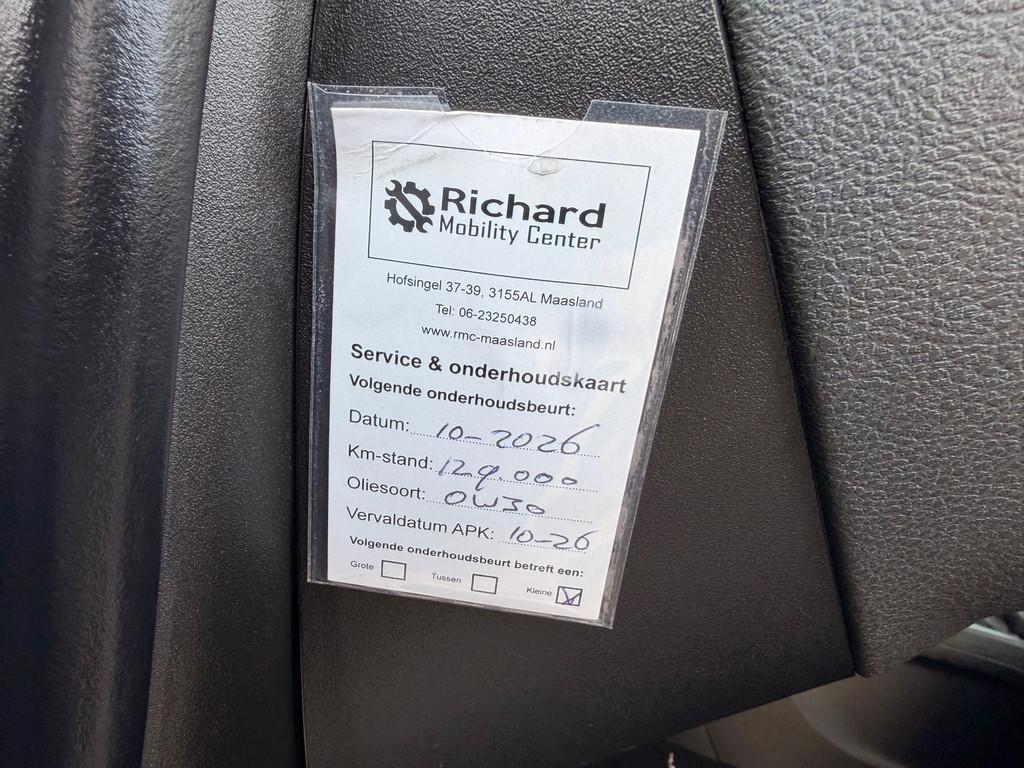 Richard
Mobility Center
Hofsingel 37-39, 3155AL Maasland
Tel: 06-23250438
www.rmc-maasland.nl
Service & onderhoudskaart
Volgende onderhoudsbeurt:
Datum: 10-2026
Km-stand: 129.000
Oliesoort: 0W30
Vervaldatum APK: 10-26
Volgende onderhoudsbeurt betreft een:
Grote Tussen Kleine